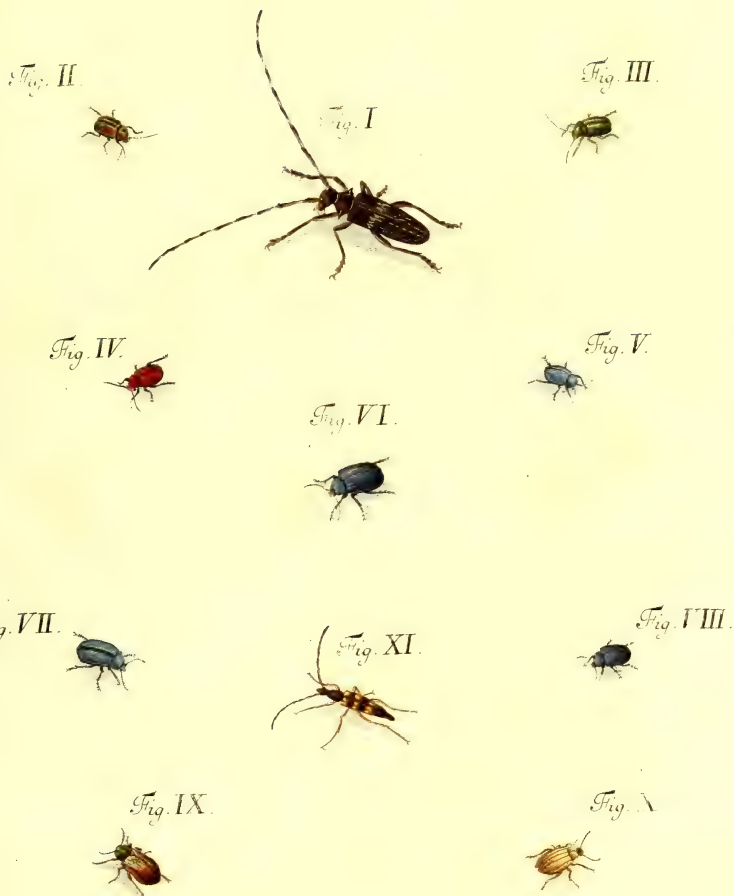 Fig. II.
Fig. I
Fig. III.
Fig. IV.
Fig. V.
Fig. VI.
g. VII.
Fig. XI.
Fig. VIII.
Fig. IX.
Fig.